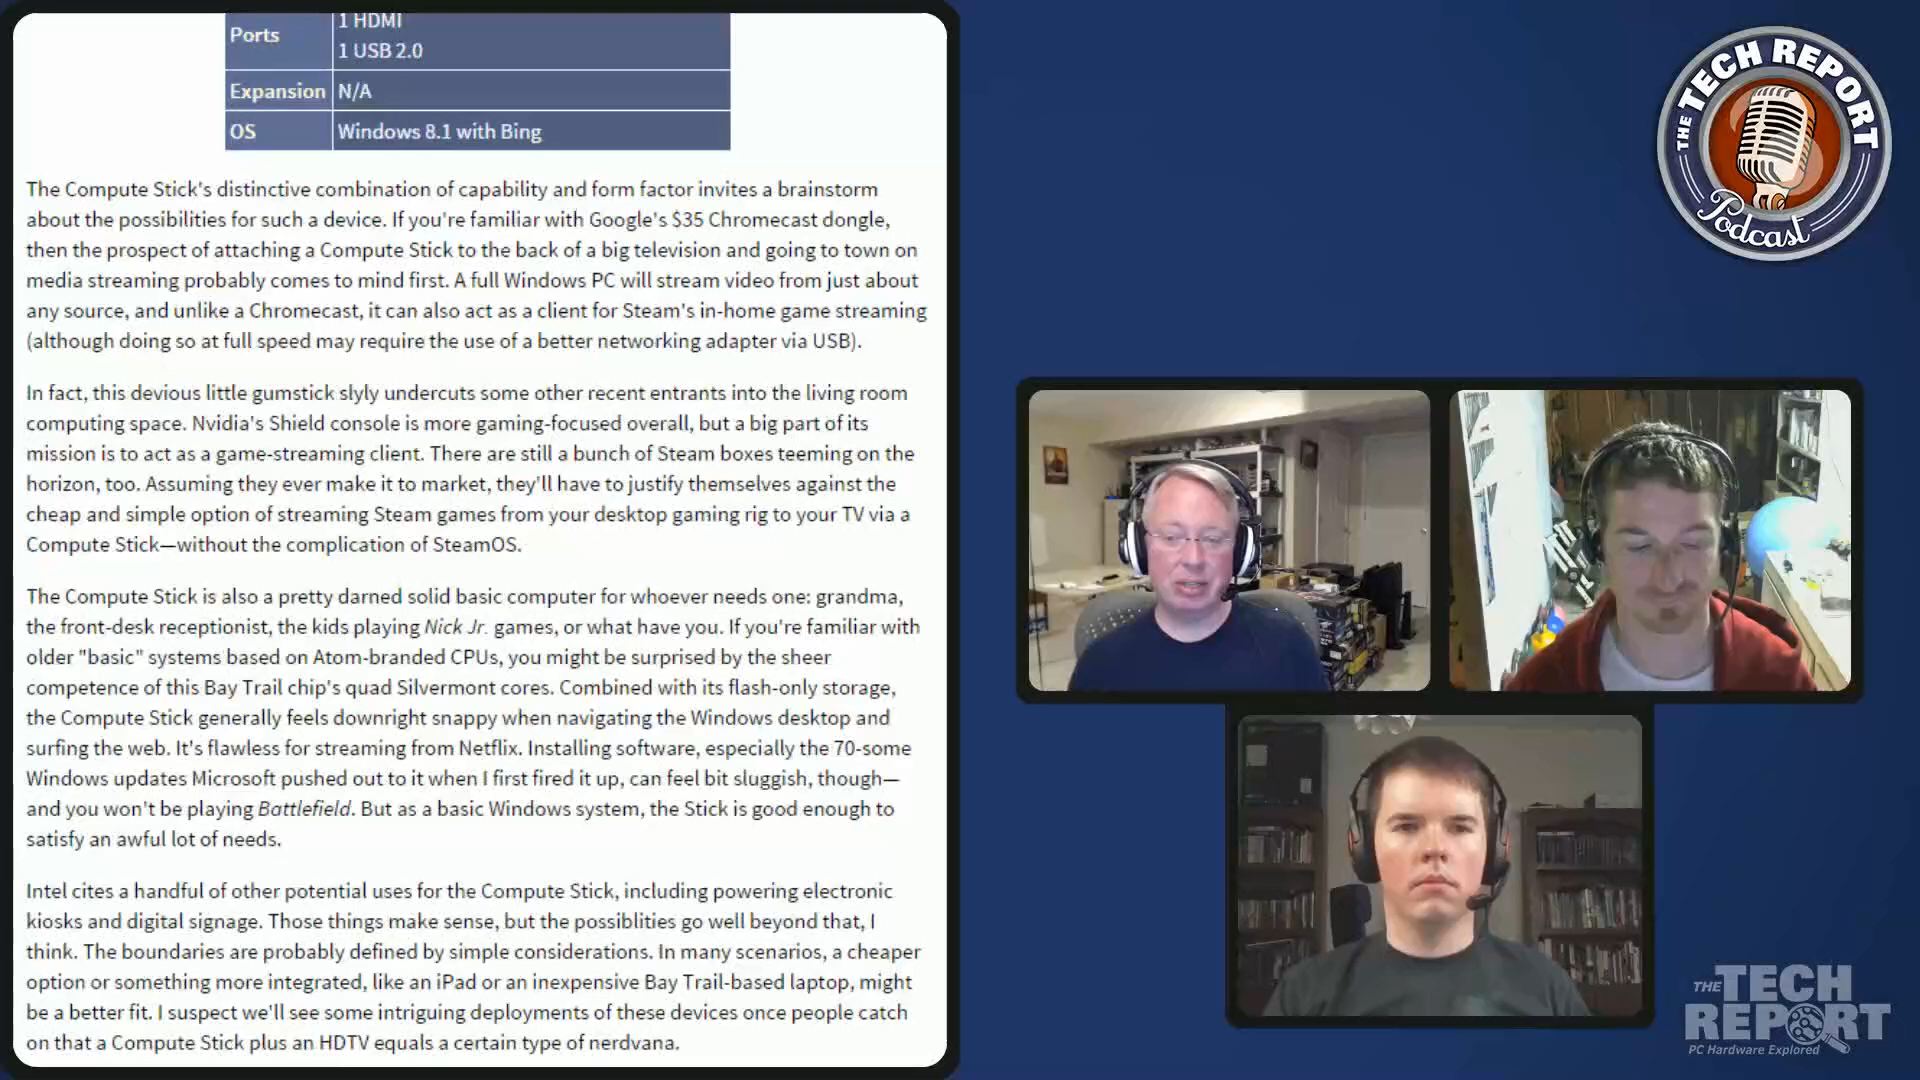 Ports
1 HDMI
1 USB 2.0
Expansion N/A
OS Windows 8.1 with Bing
The Compute Stick's distinctive combination of capability and form factor invites a brainstorm
about the possibilities for such a device. If you're familiar with Google's $35 Chromecast dongle,
then the prospect of attaching a Compute Stick to the back of a big television and going to town on
media streaming probably comes to mind first. A full Windows PC will stream video from just about
any source, and unlike a Chromecast, it can also act as a client for Steam's in-home game streaming
(although doing so at full speed may require the use of a better networking adapter via USB).
In fact, this devious little gumstick slyly undercuts some other recent entrants into the living room
computing space. Nvidia's Shield console is more gaming-focused overall, but a big part of its
mission is to act as a game-streaming client. There are still a bunch of Steam boxes teeming on the
horizon, too. Assuming they ever make it to market, they'll have to justify themselves against the
cheap and simple option of streaming Steam games from your desktop gaming rig to your TV via a
Compute Stick—without the complication of SteamOS.
The Compute Stick is also a pretty darned solid basic computer for whoever needs one: grandma,
the front-desk receptionist, the kids playing Nick Jr. games, or what have you. If you're familiar with
older "basic" systems based on Atom-branded CPUs, you might be surprised by the sheer
competence of this Bay Trail chip's quad Silvermont cores. Combined with its flash-only storage,
the Compute Stick generally feels downright snappy when navigating the Windows desktop and
surfing the web. It's flawless for streaming from Netflix. Installing software, especially the 70-some
Windows updates Microsoft pushed out to it when I first fired it up, can feel bit sluggish, though—
and you won't be playing Battlefield. But as a basic Windows system, the Stick is good enough to
satisfy an awful lot of needs.
Intel cites a handful of other potential uses for the Compute Stick, including powering electronic
kiosks and digital signage. Those things make sense, but the possiblities go well beyond that, I
think. The boundaries are probably defined by simple considerations. In many scenarios, a cheaper
option or something more integrated, like an iPad or an inexpensive Bay Trail-based laptop, might
be a better fit. I suspect we'll see some intriguing deployments of these devices once people catch
on that a Compute Stick plus an HDTV equals a certain type of nerdvana.
THE TECH REPORT
Podcast
THE TECH
REPORT
PC Hardware Explored